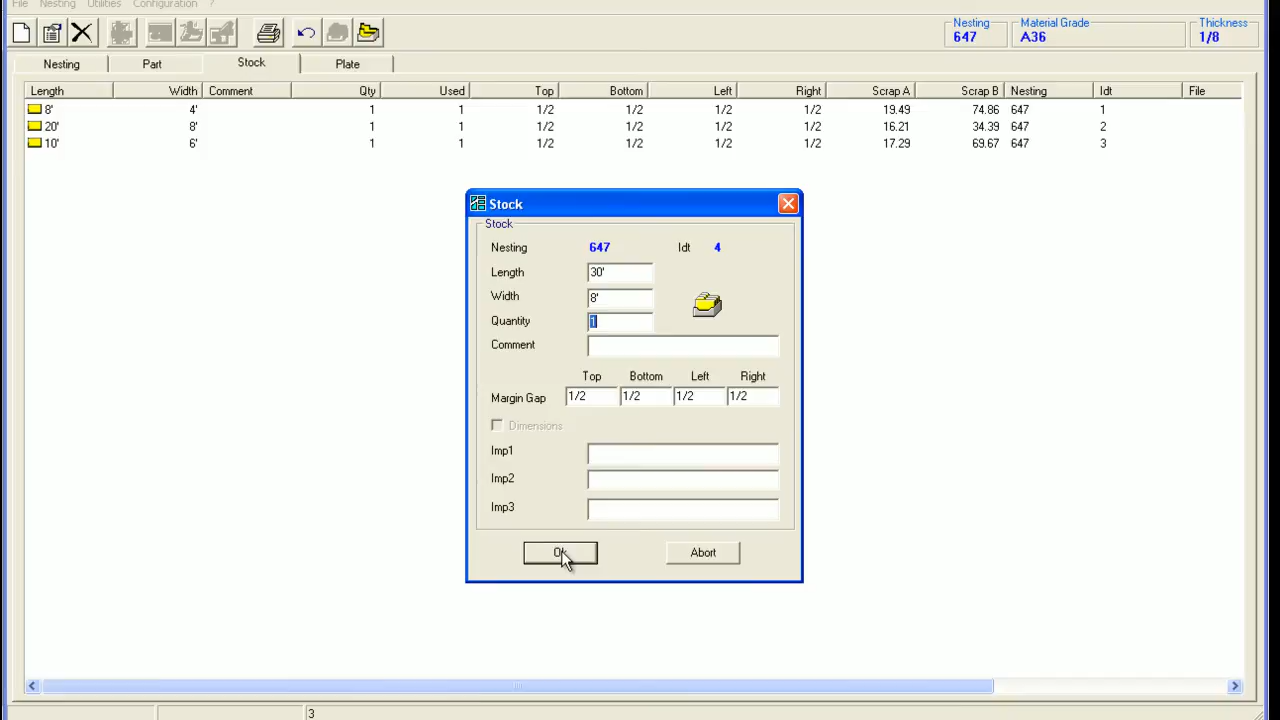 File Nesting Utilities Configuration ?
Nesting Material Grade Thickness
647 A36 1/8
Nesting Part Stock Plate
Length Width Comment Qty Used Top Bottom Left Right Scrap A Scrap B Nesting Idt File
8' 4' 1 1 1/2 1/2 1/2 1/2 19.49 74.86 647 1
20' 8' 1 1 1/2 1/2 1/2 1/2 16.21 34.39 647 2
10' 6' 1 1 1/2 1/2 1/2 1/2 17.29 69.67 647 3
Stock
Stock
Nesting 647 Idt 4
Length 30'
Width 8'
Quantity 1
Comment
Top Bottom Left Right
Margin Gap 1/2 1/2 1/2 1/2
Dimensions
Imp1
Imp2
Imp3
Ok Abort
3